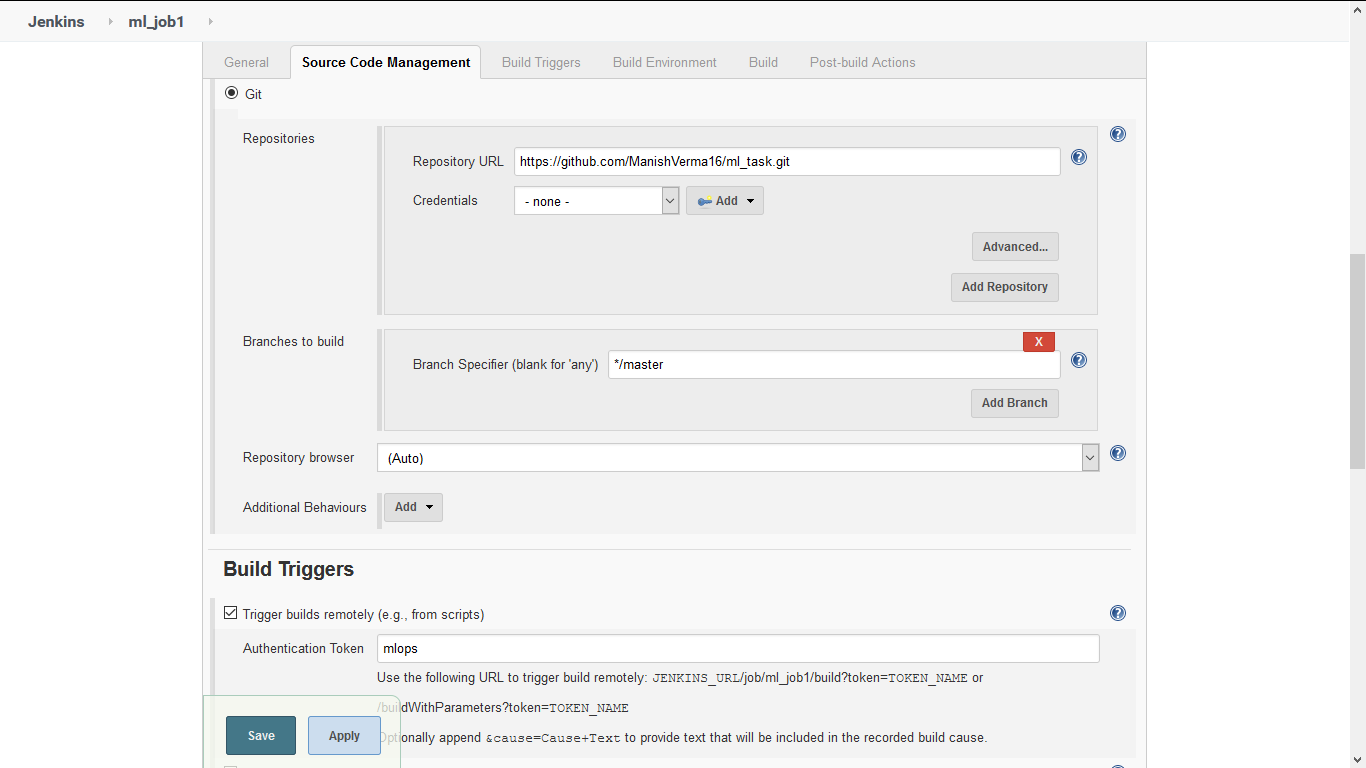 Jenkins ml_job1
General Source Code Management Build Triggers Build Environment Build Post-build Actions
Git
Repositories
Repository URL https://github.com/ManishVerma16/ml_task.git
Credentials - none - Add
Advanced...
Add Repository
Branches to build
X
Branch Specifier (blank for 'any') */master
Add Branch
Repository browser (Auto)
Additional Behaviours Add
Build Triggers
Trigger builds remotely (e.g., from scripts)
Authentication Token mlops
Use the following URL to trigger build remotely: JENKINS_URL/job/ml_job1/build?token=TOKEN_NAME or
/buildWithParameters?token=TOKEN_NAME
Optionally append &cause=Cause+Text to provide text that will be included in the recorded build cause.
Save Apply